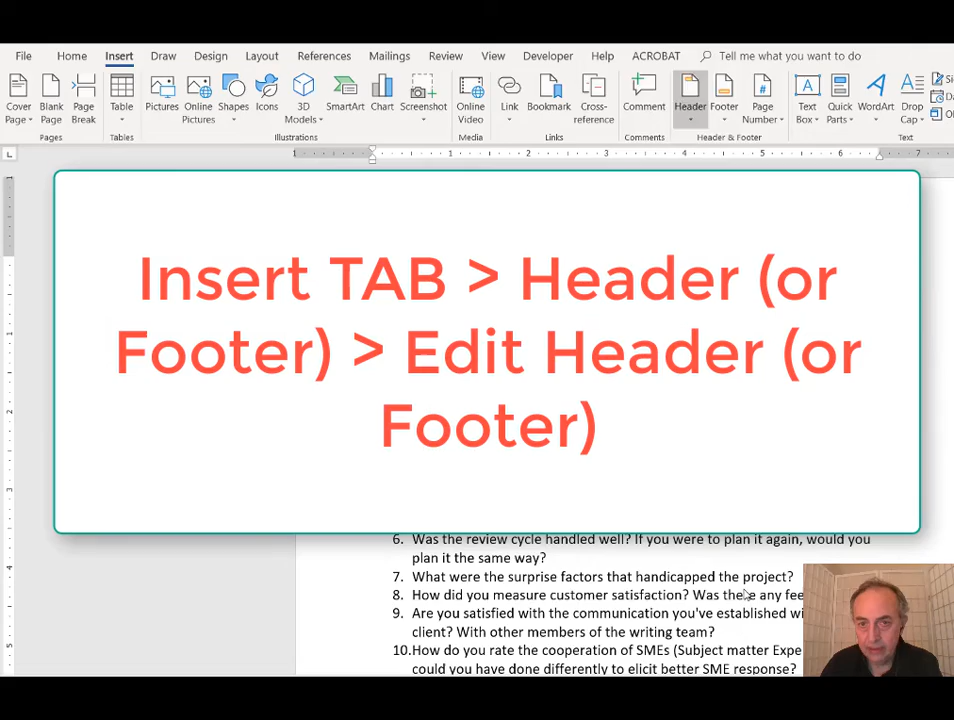 File Home Insert Draw Design Layout References Mailings Review View Developer Help ACROBAT Tell me what you want to do
Cover Page Blank Page Page Break Table Pictures Online Pictures Shapes Icons 3D Models SmartArt Chart Screenshot Online Video Link Bookmark Cross-reference Comment Header Footer Page Number Text Box Quick Parts WordArt Drop Cap
Pages Tables Illustrations Media Links Comments Header & Footer Text
1 1 2 3 4 5 6 7
Insert TAB > Header (or
Footer) > Edit Header (or
Footer)
6. Was the review cycle handled well? If you were to plan it again, would you
plan it the same way?
7. What were the surprise factors that handicapped the project?
8. How did you measure customer satisfaction? Was there any fee
9. Are you satisfied with the communication you've established wi
client? With other members of the writing team?
10.How do you rate the cooperation of SMEs (Subject matter Expe
could you have done differently to elicit better SME response?